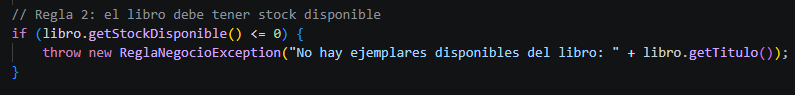 // Regla 2: el libro debe tener stock disponible
if (libro.getStockDisponible() <= 0) {
    throw new ReglaNegocioException("No hay ejemplares disponibles del libro: " + libro.getTitulo());
}